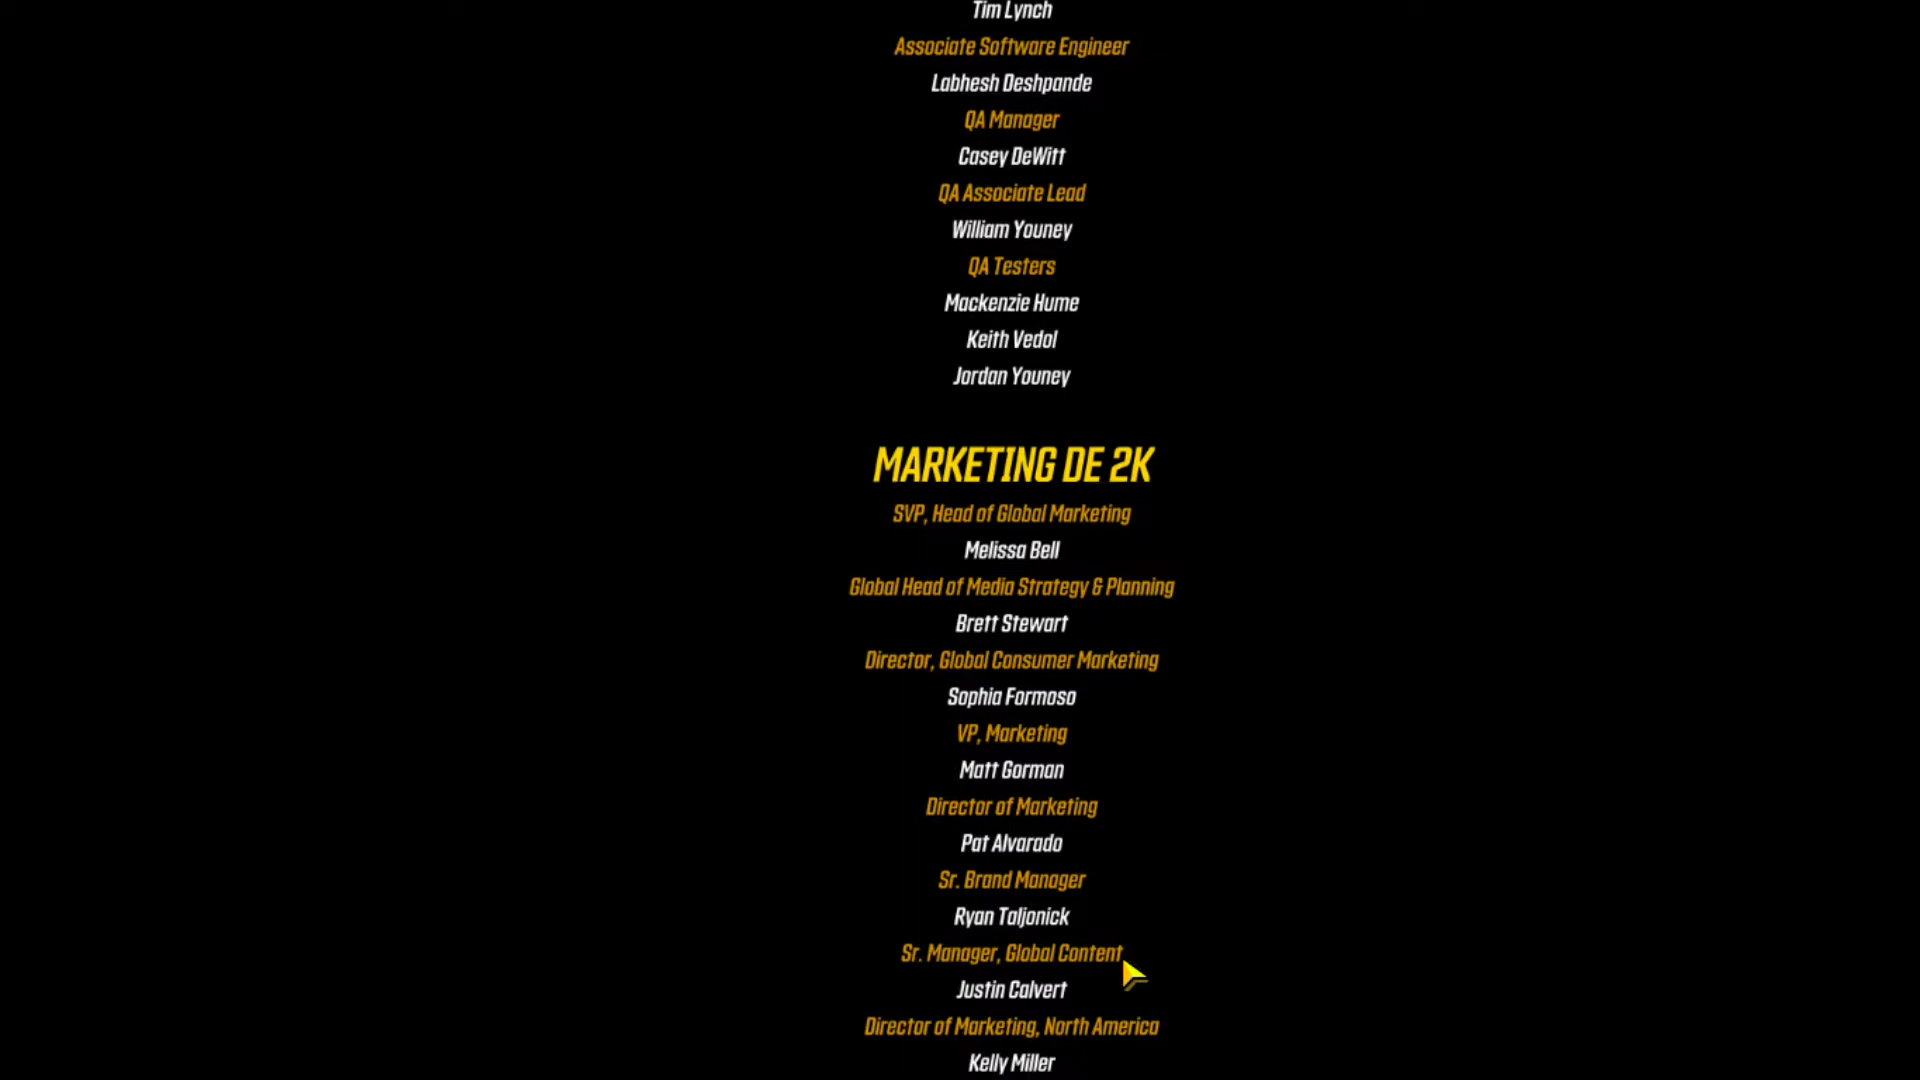 Tim Lynch
Associate Software Engineer
Labhesh Deshpande
QA Manager
Casey DeWitt
QA Associate Lead
William Youney
QA Testers
Mackenzie Hume
Keith Vedol
Jordan Youney
MARKETING DE 2K
SVP, Head of Global Marketing
Melissa Bell
Global Head of Media Strategy & Planning
Brett Stewart
Director, Global Consumer Marketing
Sophia Formoso
VP, Marketing
Matt Gorman
Director of Marketing
Pat Alvarado
Sr. Brand Manager
Ryan Taljonick
Sr. Manager, Global Content
Justin Calvert
Director of Marketing, North America
Kelly Miller